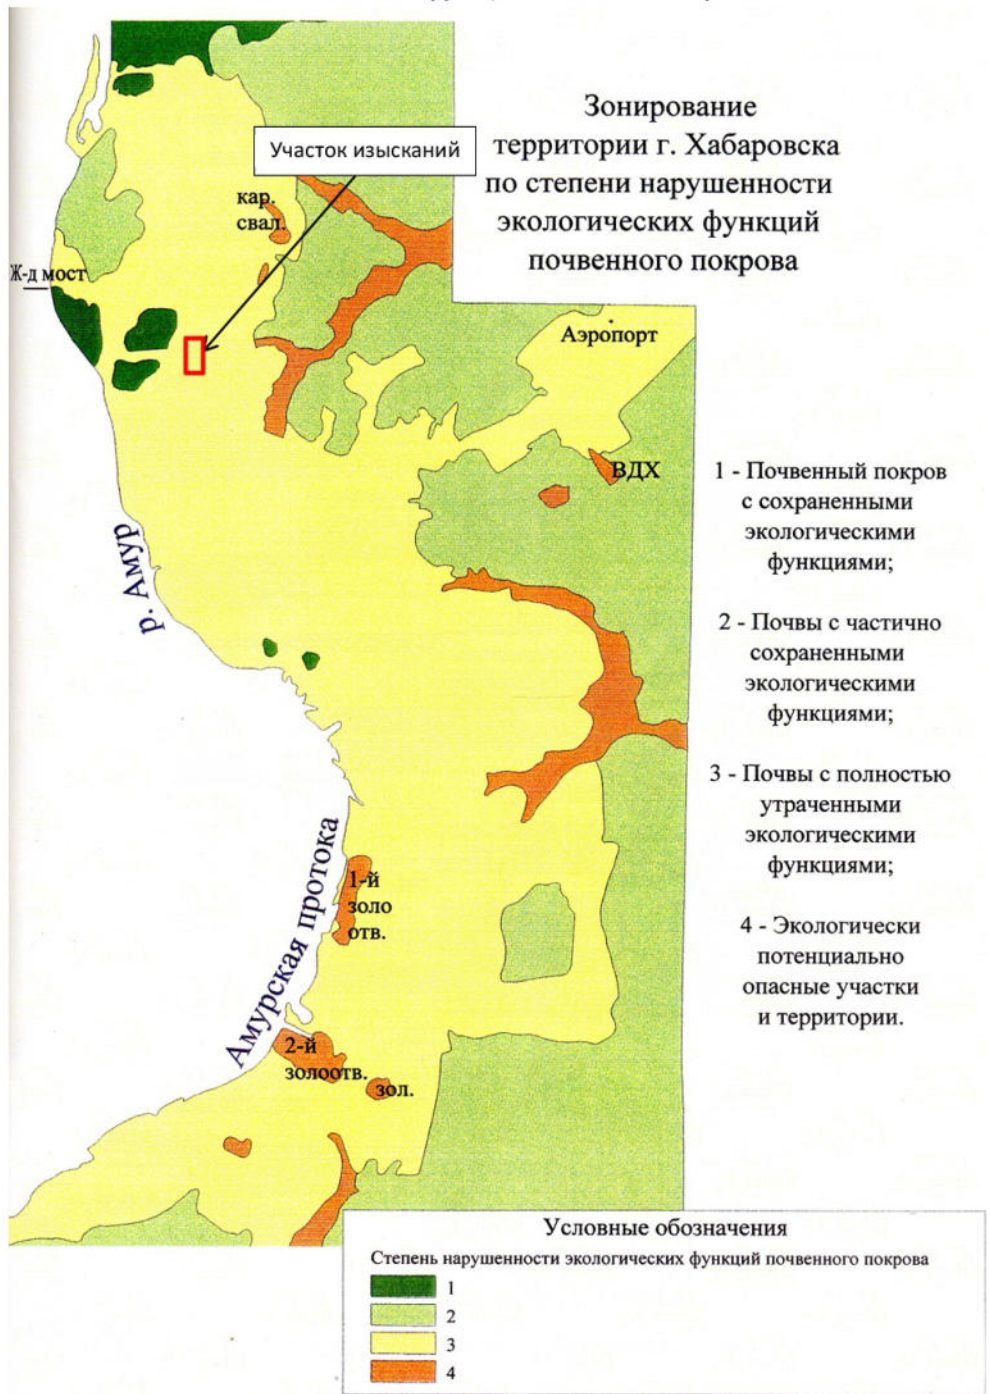 Зонирование
территории г. Хабаровска
по степени нарушенности
экологических функций
почвенного покрова
Участок изысканий
кар.
свал.
Ж-д мост
Аэропорт
ВДХ
р. Амур
1 - Почвенный покров
с сохраненными
экологическими
функциями;
2 - Почвы с частично
сохраненными
экологическими
функциями;
3 - Почвы с полностью
утраченными
экологическими
функциями;
4 - Экологически
потенциально
опасные участки
и территории.
Амурская протока
1-й
золо
отв.
2-й
золоотв.
зол.
Условные обозначения
Степень нарушенности экологических функций почвенного покрова
1
2
3
4